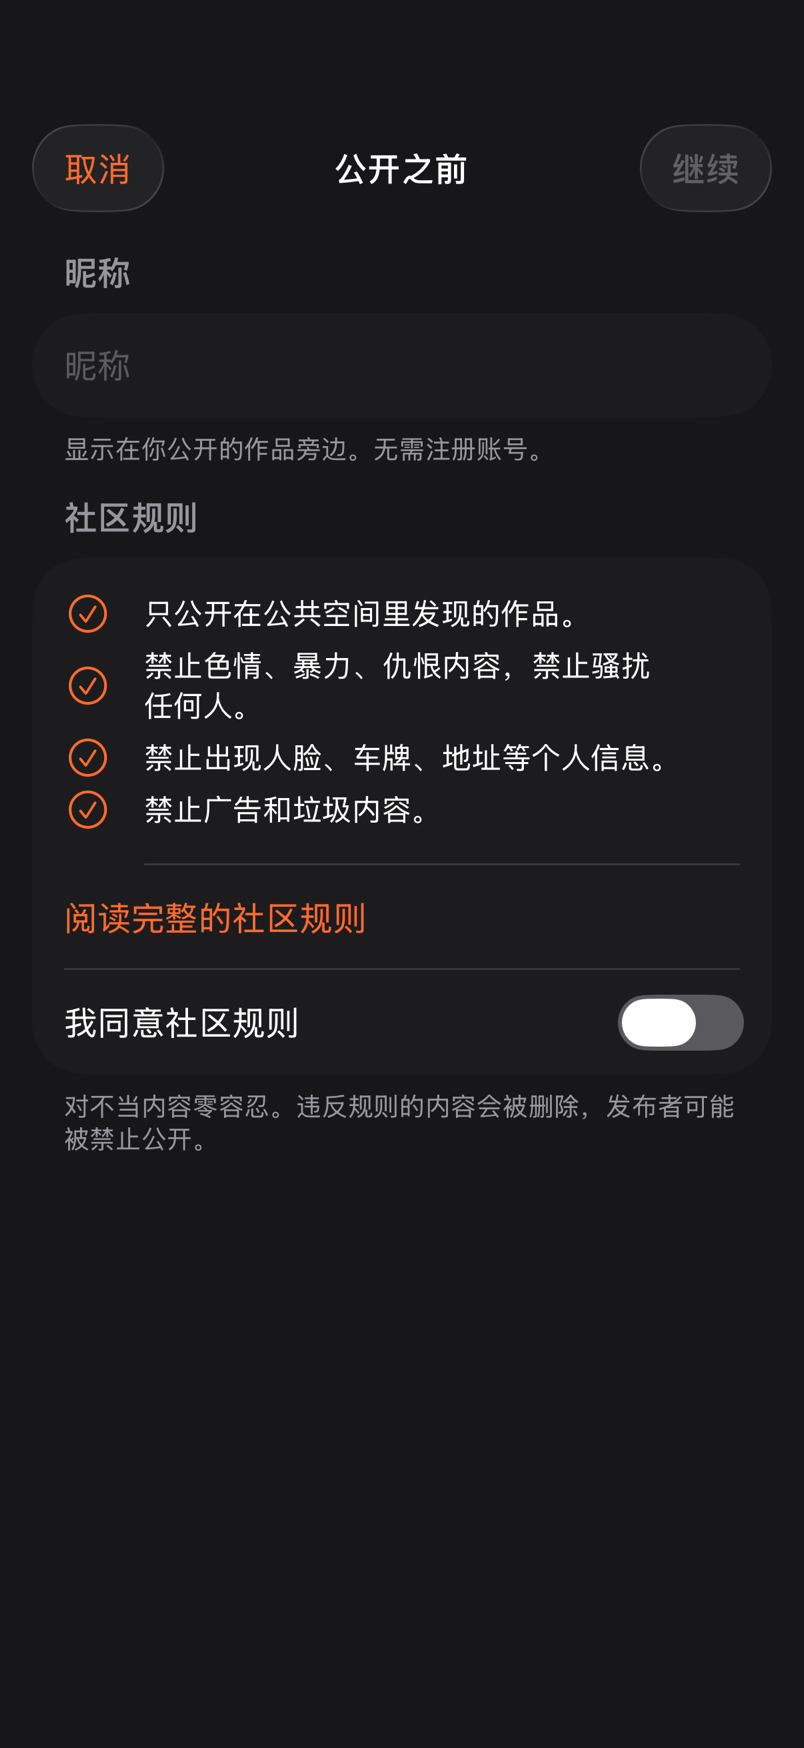 取消
公开之前
继续
昵称
昵称
显示在你公开的作品旁边。无需注册账号。
社区规则
只公开在公共空间里发现的作品。
禁止色情、暴力、仇恨内容，禁止骚扰
任何人。
禁止出现人脸、车牌、地址等个人信息。
禁止广告和垃圾内容。
阅读完整的社区规则
我同意社区规则
对不当内容零容忍。违反规则的内容会被删除，发布者可能
被禁止公开。